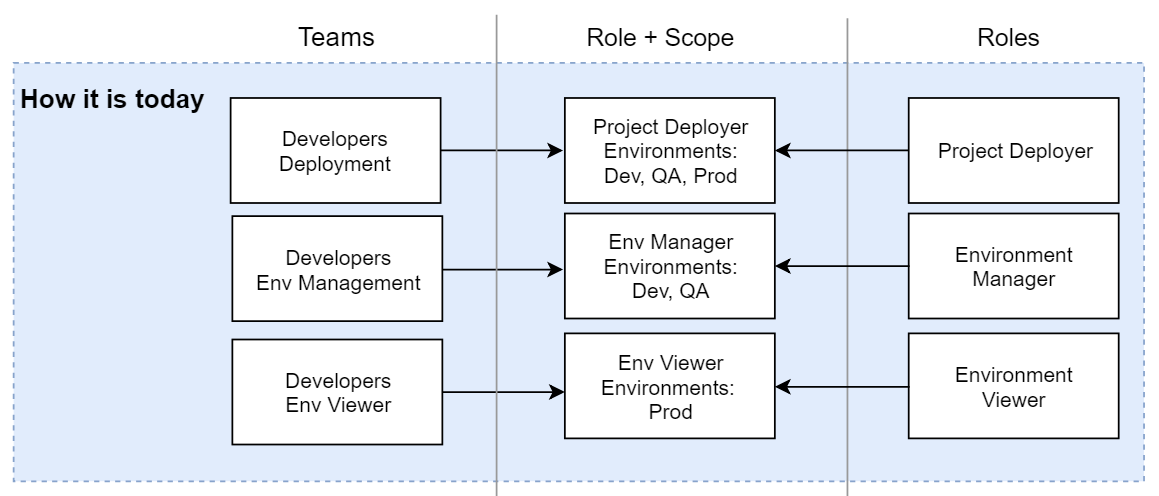 Teams
Role + Scope
Roles
How it is today
Developers
Deployment
Project Deployer
Environments:
Dev, QA, Prod
Project Deployer
Developers
Env Management
Env Manager
Environments:
Dev, QA
Environment
Manager
Developers
Env Viewer
Env Viewer
Environments:
Prod
Environment
Viewer